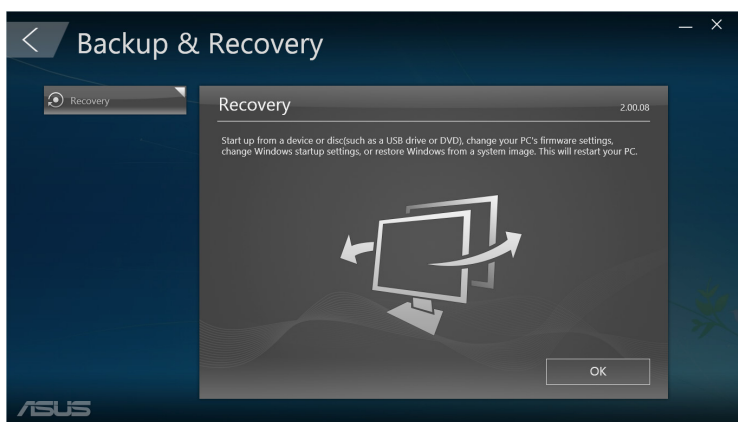 Backup & Recovery
Recovery
Recovery
2.00.08
Start up from a device or disc(such as a USB drive or DVD), change your PC's firmware settings,
change Windows startup settings, or restore Windows from a system image. This will restart your PC.
OK
ASUS